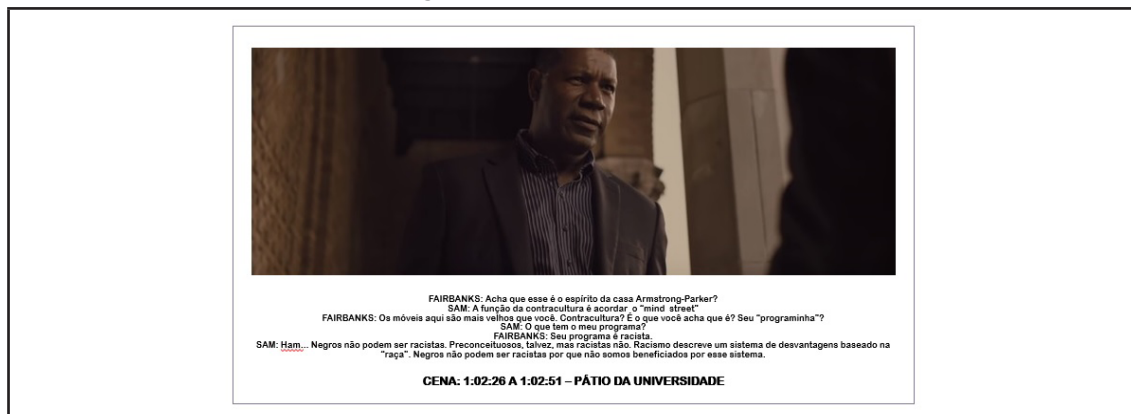 FAIRBANKS: Acha que esse é o espírito da casa Armstrong-Parker?
SAM: A função da contracultura é acordar o "mind street"
FAIRBANKS: Os móveis aqui são mais velhos que você. Contracultura? É o que você acha que é? Seu "programinha"?
SAM: O que tem o meu programa?
FAIRBANKS: Seu programa é racista.
SAM: Ham... Negros não podem ser racistas. Preconceituosos, talvez, mas racistas não. Racismo descreve um sistema de desvantagens baseado na
"raça". Negros não podem ser racistas por que não somos beneficiados por esse sistema.
CENA: 1:02:26 A 1:02:51 – PÁTIO DA UNIVERSIDADE